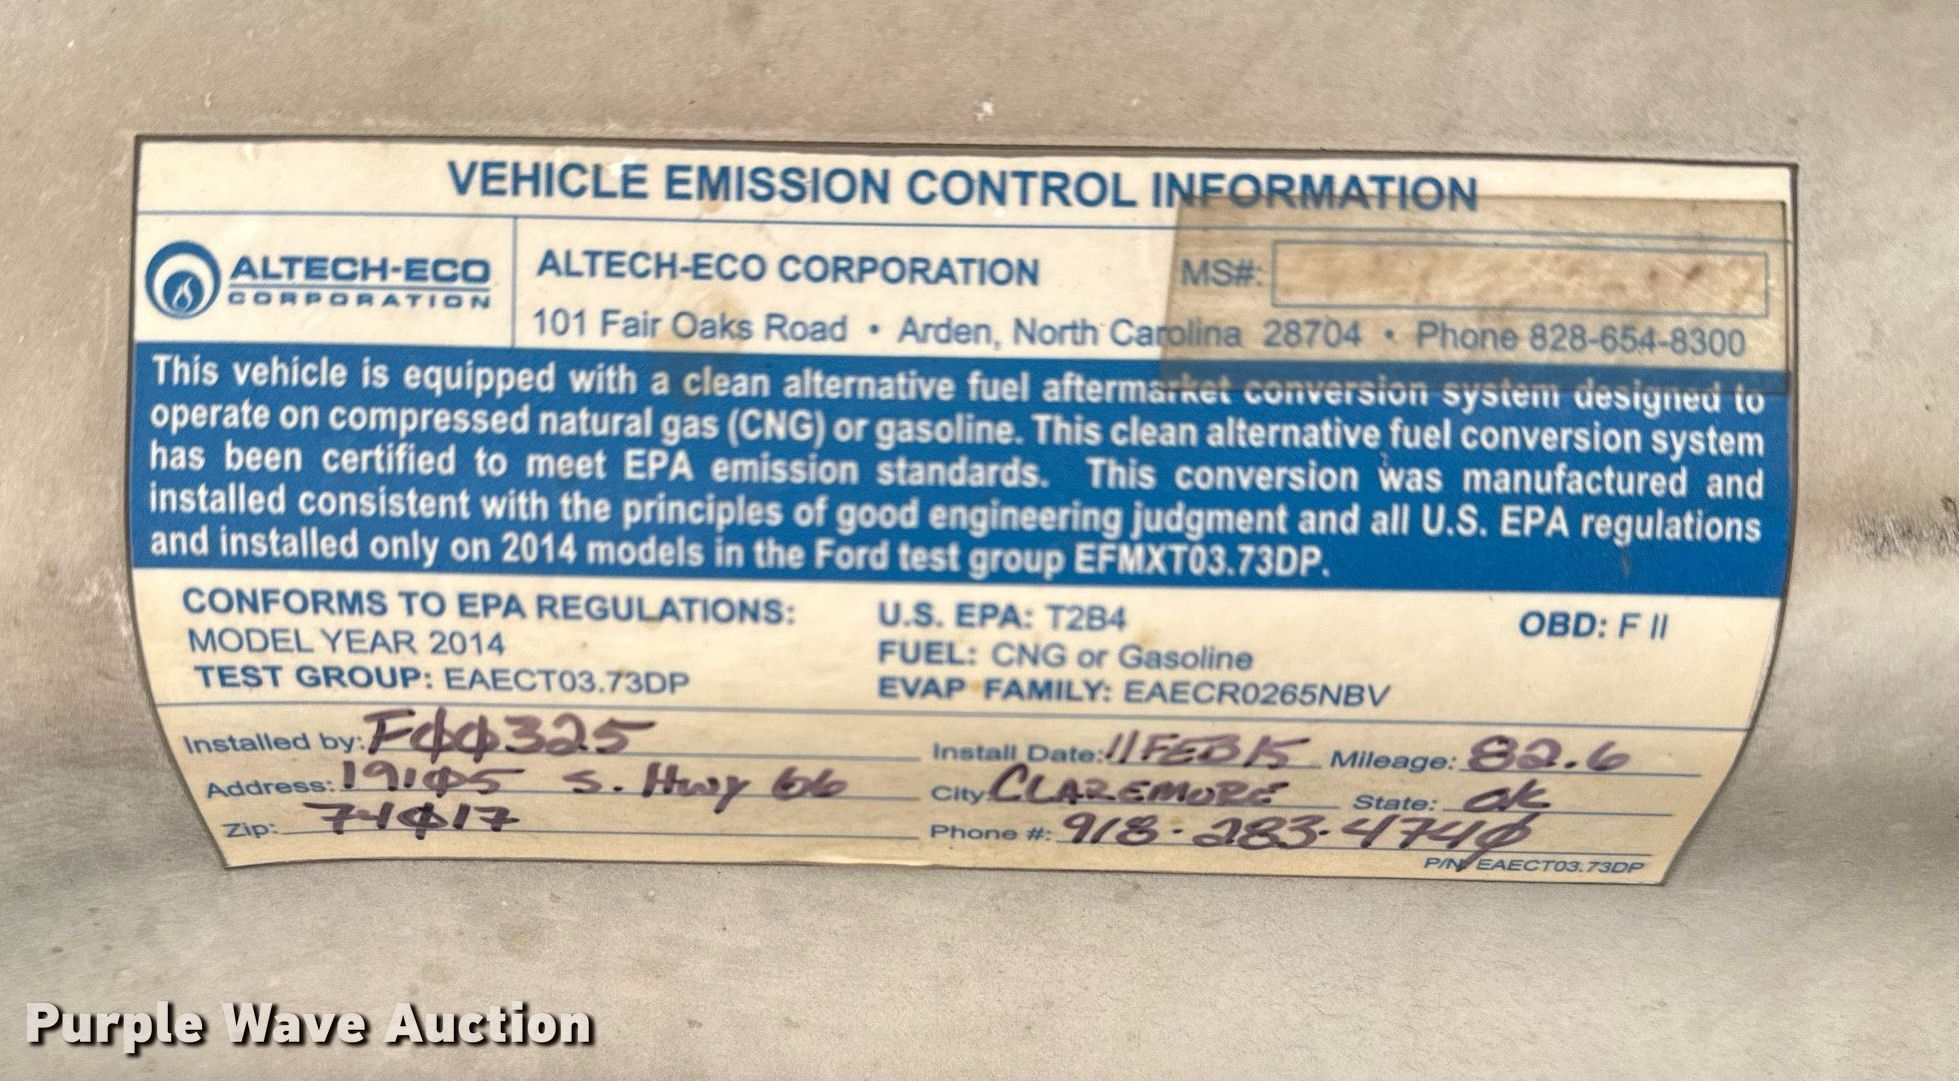 VEHICLE EMISSION CONTROL INFORMATION
ALTECH-ECO
CORPORATION
ALTECH-ECO CORPORATION
MS#:
101 Fair Oaks Road • Arden, North Carolina 28704 • Phone 828-654-8300
This vehicle is equipped with a clean alternative fuel aftermarket conversion system designed to
operate on compressed natural gas (CNG) or gasoline. This clean alternative fuel conversion system
has been certified to meet EPA emission standards. This conversion was manufactured and
installed consistent with the principles of good engineering judgment and all U.S. EPA regulations
and installed only on 2014 models in the Ford test group EFMXT03.73DP.
CONFORMS TO EPA REGULATIONS:
MODEL YEAR 2014
TEST GROUP: EAECT03.73DP
U.S. EPA: T2B4
FUEL: CNG or Gasoline
EVAP FAMILY: EAECR0265NBV
OBD: F II
Installed by: F00325
Install Date: 11FEB15 Mileage: 82.6
Address: 19105 S. Hwy 66
City: CLAREMORE State: OK
Zip: 74017
Phone #: 918-283-4740
P/N EAECT03.73DP
Purple Wave Auction